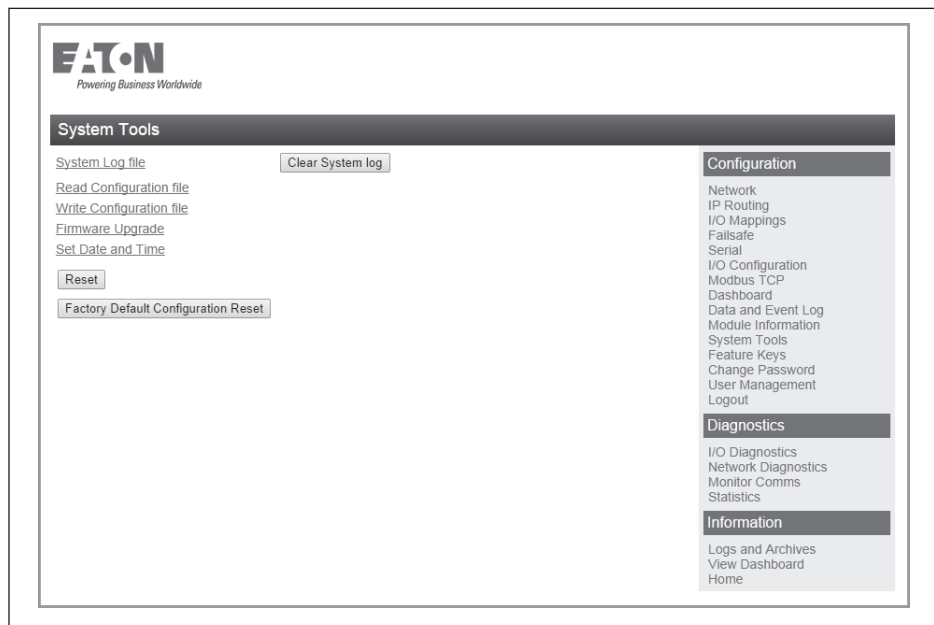 EATON
Powering Business Worldwide
System Tools
System Log file
Clear System log
Read Configuration file
Write Configuration file
Firmware Upgrade
Set Date and Time
Reset
Factory Default Configuration Reset
Configuration
Network
IP Routing
I/O Mappings
Failsafe
Serial
I/O Configuration
Modbus TCP
Dashboard
Data and Event Log
Module Information
System Tools
Feature Keys
Change Password
User Management
Logout
Diagnostics
I/O Diagnostics
Network Diagnostics
Monitor Comms
Statistics
Information
Logs and Archives
View Dashboard
Home